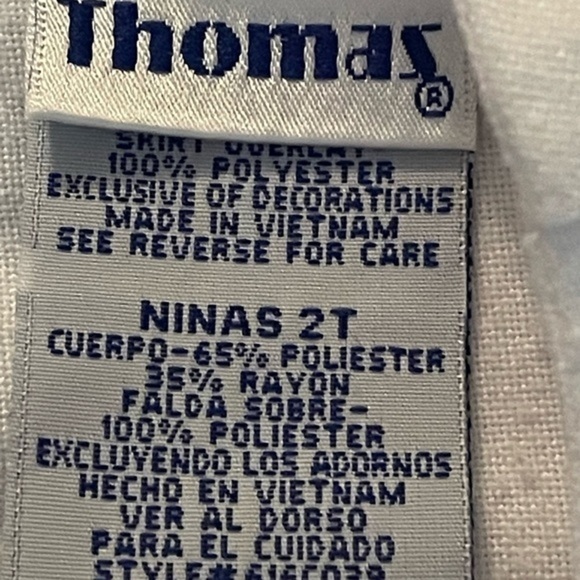 Thomas®
SKIRT OVERLAY
100% POLYESTER
EXCLUSIVE OF DECORATIONS
MADE IN VIETNAM
SEE REVERSE FOR CARE
NINAS 2T
CUERPO-65% POLIESTER
35% RAYON
FALDA SOBRE-
100% POLIESTER
EXCLUYENDO LOS ADORNOS
HECHO EN VIETNAM
VER AL DORSO
PARA EL CUIDADO